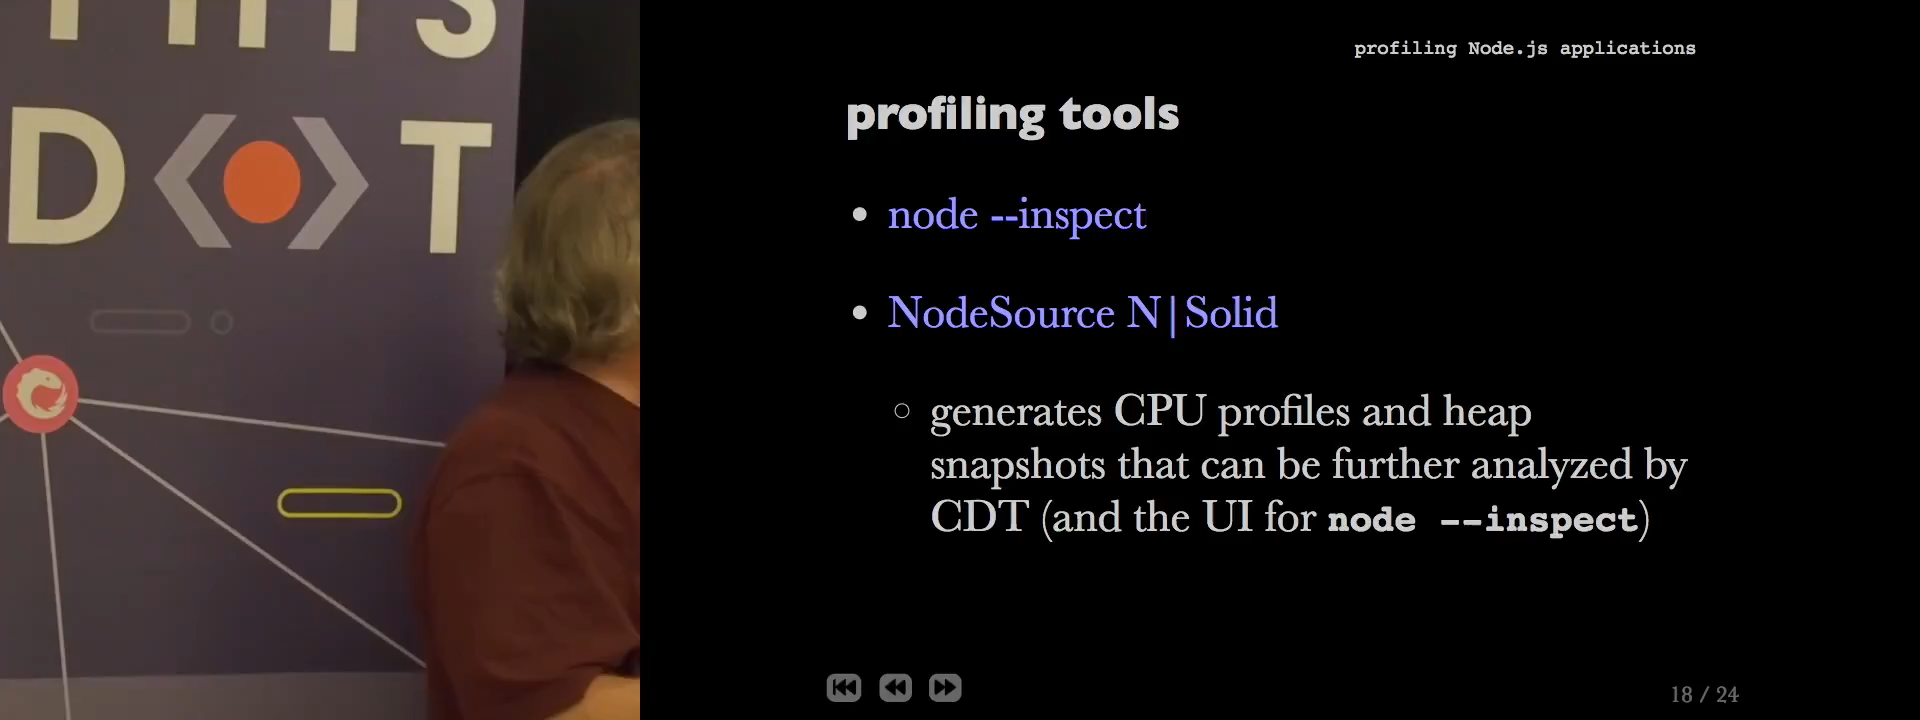 D T
profiling Node.js applications
profiling tools
• node --inspect
• NodeSource N|Solid
○ generates CPU profiles and heap
snapshots that can be further analyzed by
CDT (and the UI for node --inspect)
18 / 24